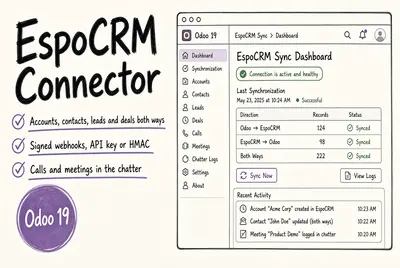 EspoCRM
Connector
Accounts, contacts, leads and deals both ways
Signed webhooks, API key or HMAC
Calls and meetings in the chatter
Odoo 19
Odoo 19
Dashboard
Synchronization
Accounts
Contacts
Leads
Deals
Calls
Meetings
Chatter Logs
Settings
About
EspoCRM Sync > Dashboard
EspoCRM Sync Dashboard
Connection is active and healthy
Last Synchronization
May 23, 2025 at 10:24 AM Successful
Direction Records Status
Odoo → EspoCRM 124 Synced
EspoCRM → Odoo 98 Synced
Both Ways 222 Synced
Sync Now View Logs
Recent Activity
Account "Acme Corp" created in EspoCRM 10:23 AM
Contact "John Doe" updated (both ways) 10:22 AM
Meeting "Product Demo" logged in chatter 10:20 AM